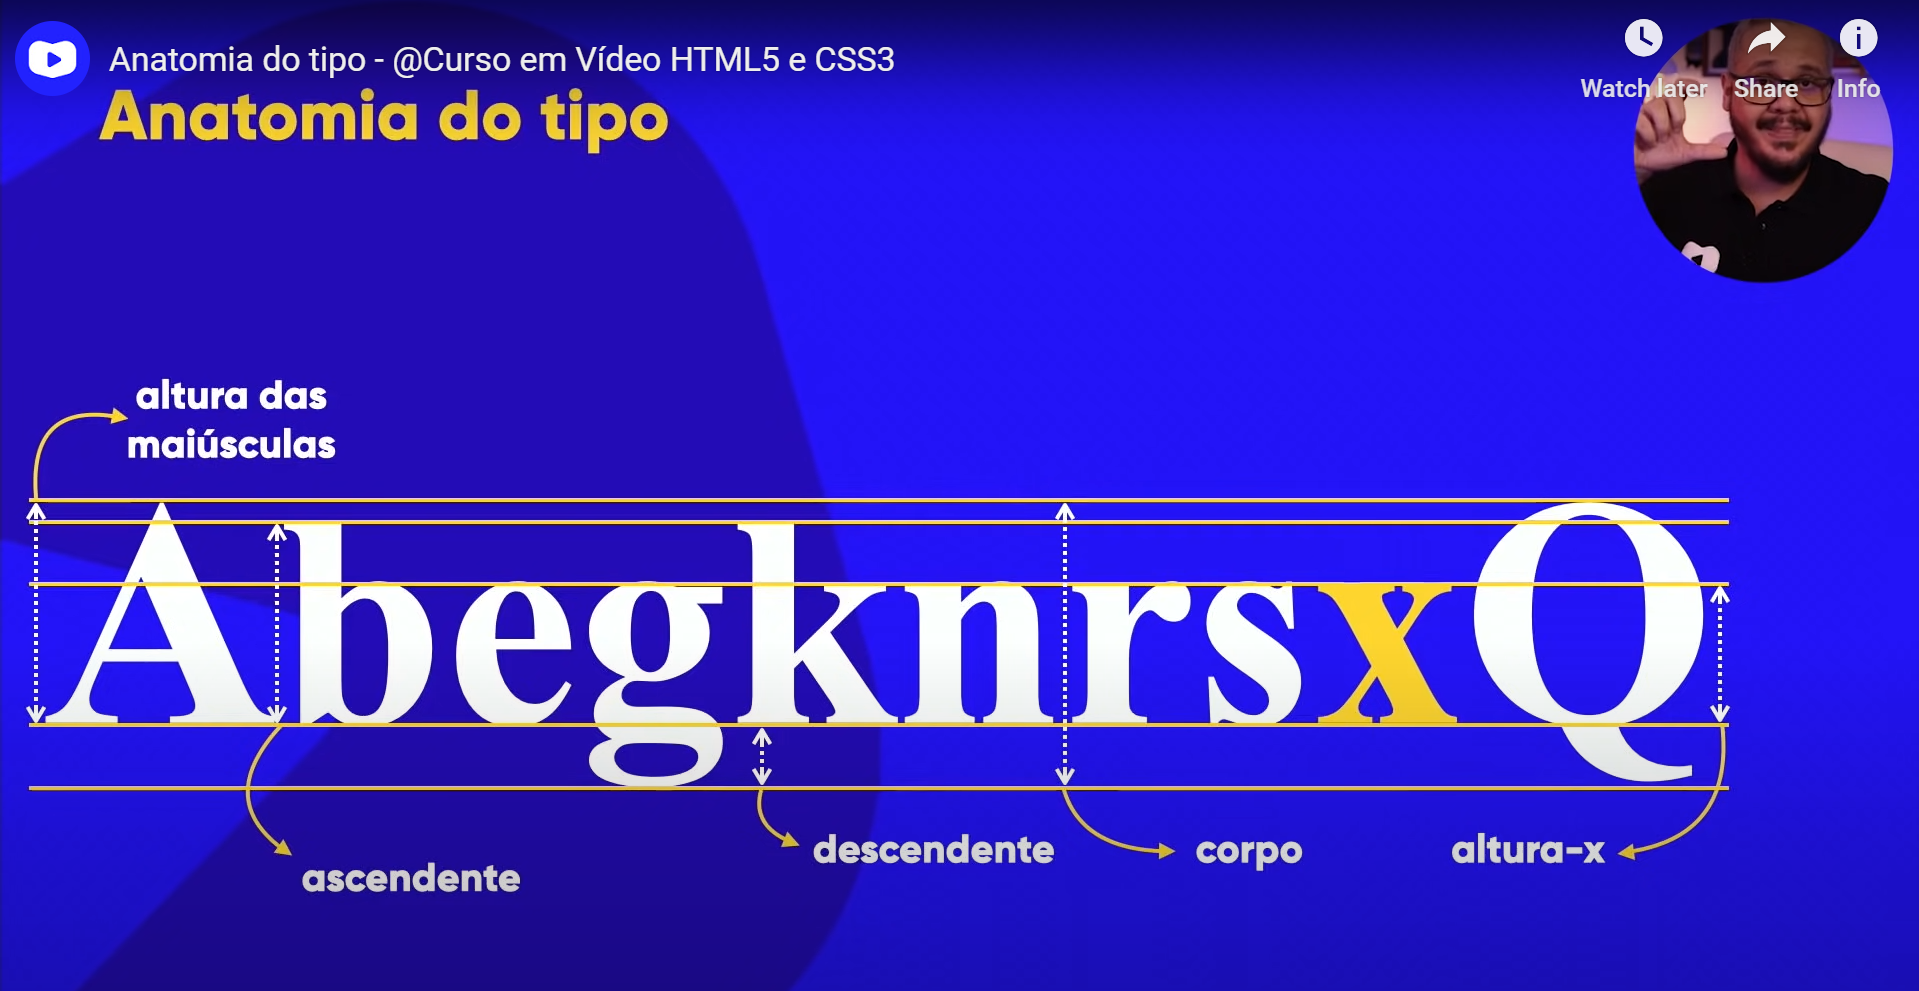 Anatomia do tipo - @Curso em Vídeo HTML5 e CSS3
Watch later Share Info
Anatomia do tipo
altura das
maiúsculas
AbegknrsxQ
descendente corpo altura-x
ascendente